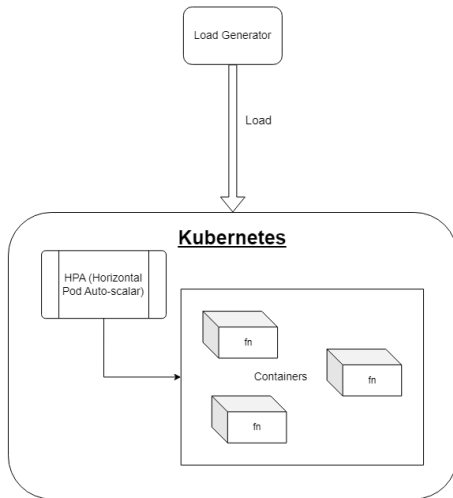 Load Generator
Load
Kubernetes
HPA (Horizontal
Pod Auto-scalar)
fn
Containers
fn
fn